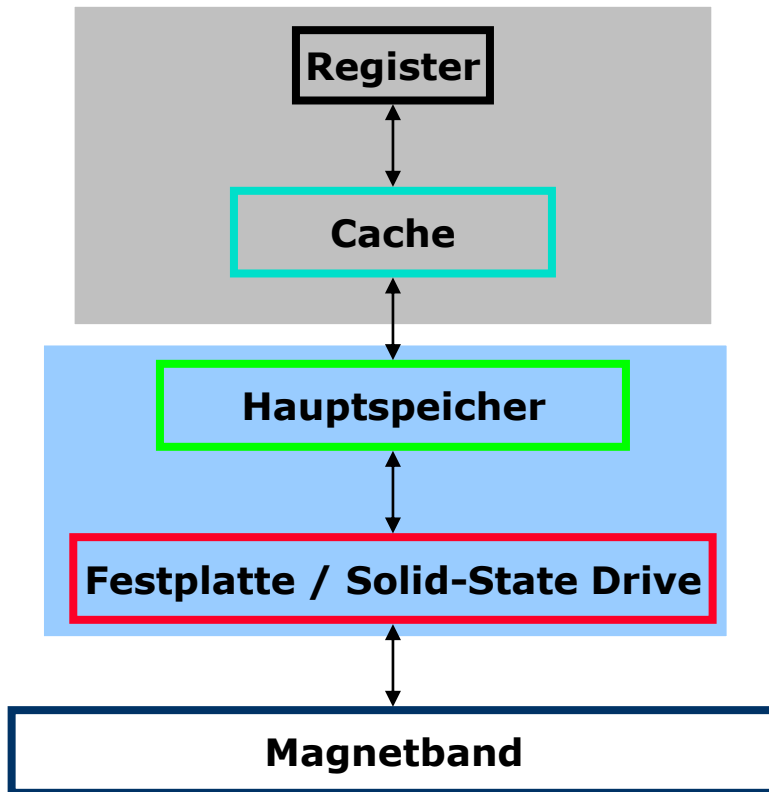 Register
Cache
Hauptspeicher
Festplatte / Solid-State Drive
Magnetband